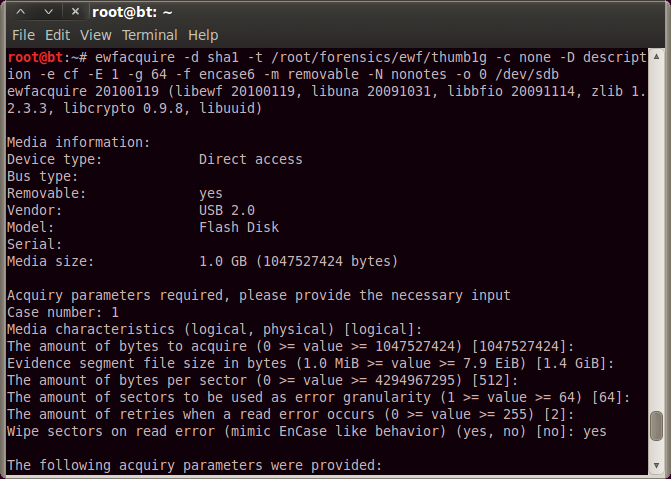 root@bt: ~
File Edit View Terminal Help
root@bt:~# ewfacquire -d sha1 -t /root/forensics/ewf/thumb1g -c none -D descript
ion -e cf -E 1 -g 64 -f encase6 -m removable -N nonotes -o 0 /dev/sdb
ewfacquire 20100119 (libewf 20100119, libuna 20091031, libbfio 20091114, zlib 1.
2.3.3, libcrypto 0.9.8, libuuid)
Media information:
Device type: Direct access
Bus type:
Removable: yes
Vendor: USB 2.0
Model: Flash Disk
Serial:
Media size: 1.0 GB (1047527424 bytes)
Acquiry parameters required, please provide the necessary input
Case number: 1
Media characteristics (logical, physical) [logical]:
The amount of bytes to acquire (0 >= value >= 1047527424) [1047527424]:
Evidence segment file size in bytes (1.0 MiB >= value >= 7.9 EiB) [1.4 GiB]:
The amount of bytes per sector (0 >= value >= 4294967295) [512]:
The amount of sectors to be used as error granularity (1 >= value >= 64) [64]:
The amount of retries when a read error occurs (0 >= value >= 255) [2]:
Wipe sectors on read error (mimic EnCase like behavior) (yes, no) [no]: yes
The following acquiry parameters were provided: